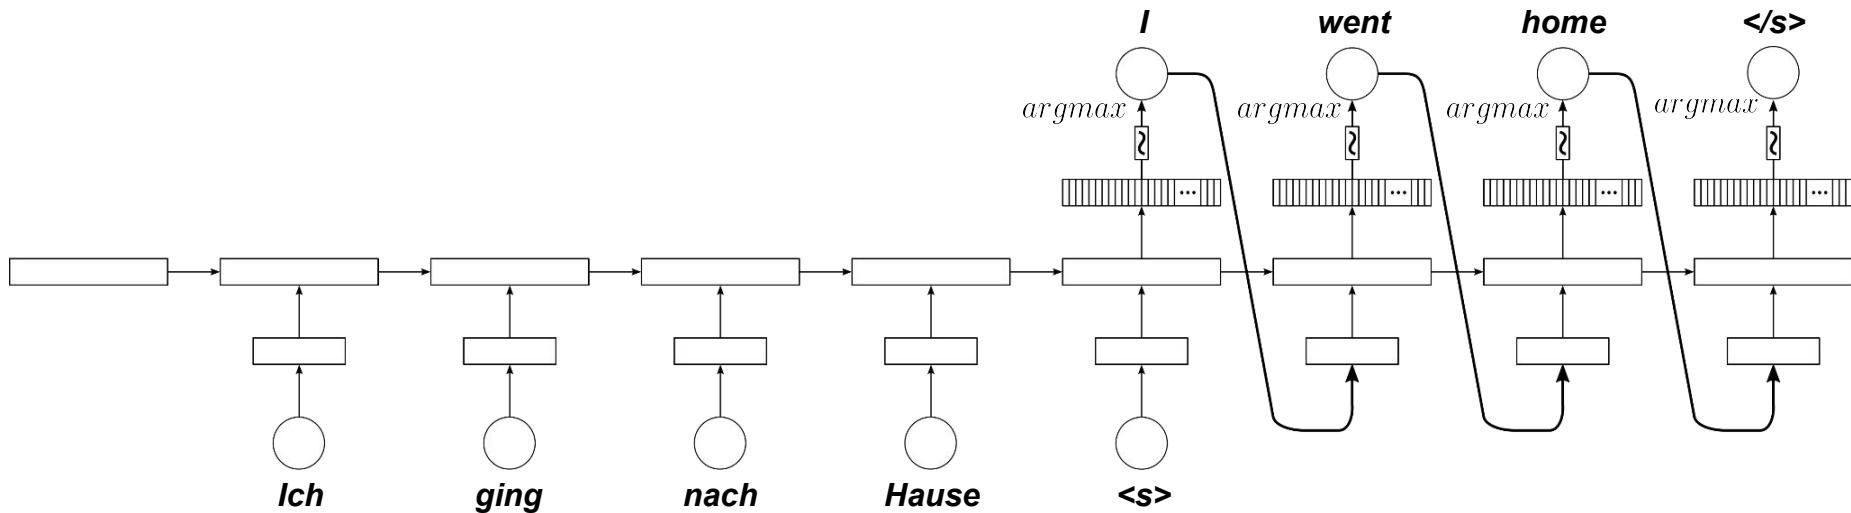 I went home </s>
argmax argmax argmax argmax
... ... ... ...
Ich ging nach Hause <s>